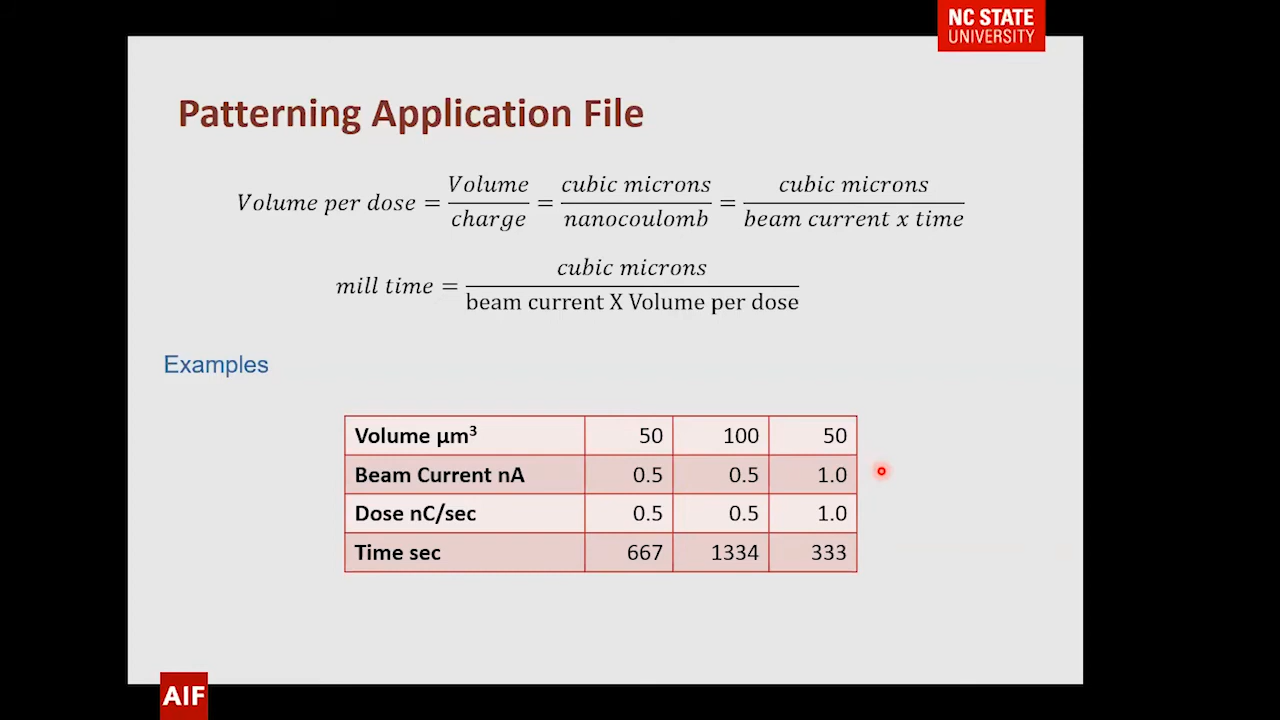 NC STATE
UNIVERSITY
Patterning Application File
Volume per dose = Volume / charge = cubic microns / nanocoulomb = cubic microns / beam current x time
mill time = cubic microns / beam current X Volume per dose
Examples
Volume µm³ 50 100 50
Beam Current nA 0.5 0.5 1.0
Dose nC/sec 0.5 0.5 1.0
Time sec 667 1334 333
AIF